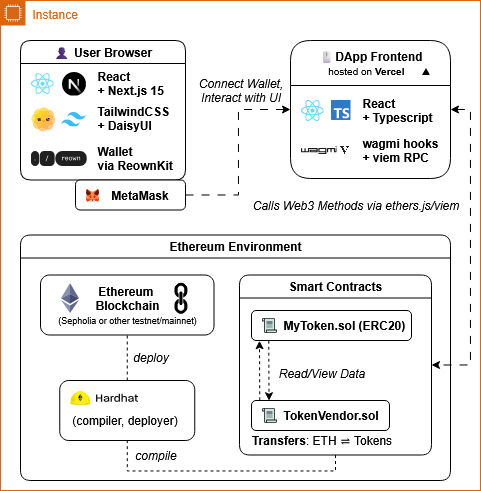 Instance
User Browser
React
+ Next.js 15
TailwindCSS
+ DaisyUI
reown
Wallet
via ReownKit
MetaMask
Connect Wallet,
Interact with UI
DApp Frontend
hosted on Vercel
TS
React
+ Typescript
wagmi
wagmi hooks
+ viem RPC
Calls Web3 Methods via ethers.js/viem
Ethereum Environment
Ethereum
Blockchain
(Sepholia or other testnet/mainnet)
deploy
Hardhat
(compiler, deployer)
compile
Smart Contracts
MyToken.sol (ERC20)
Read/View Data
TokenVendor.sol
Transfers: ETH ⇌ Tokens